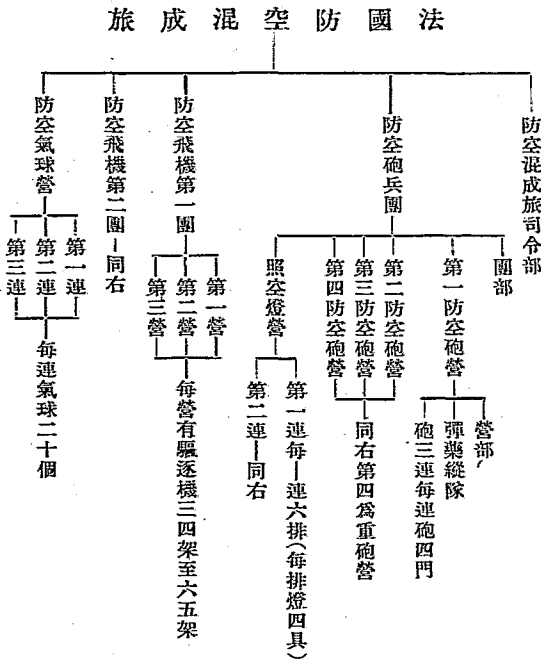 法國防空混成旅
防空混成旅司令部
防空砲兵團
團部
第一防空砲營
營部
彈藥縱隊
砲三連每連砲四門
第二防空砲營
第三防空砲營
第四防空砲營
同右第四爲重砲營
照空燈營
第一連每一連六排(每排燈四具)
第二連—同右
防空飛機第一團
第一營
第二營
第三營
每營有驅逐機三四架至六五架
防空飛機第二團—同右
防空氣球營
第一連
第二連
第三連
每連氣球二十個